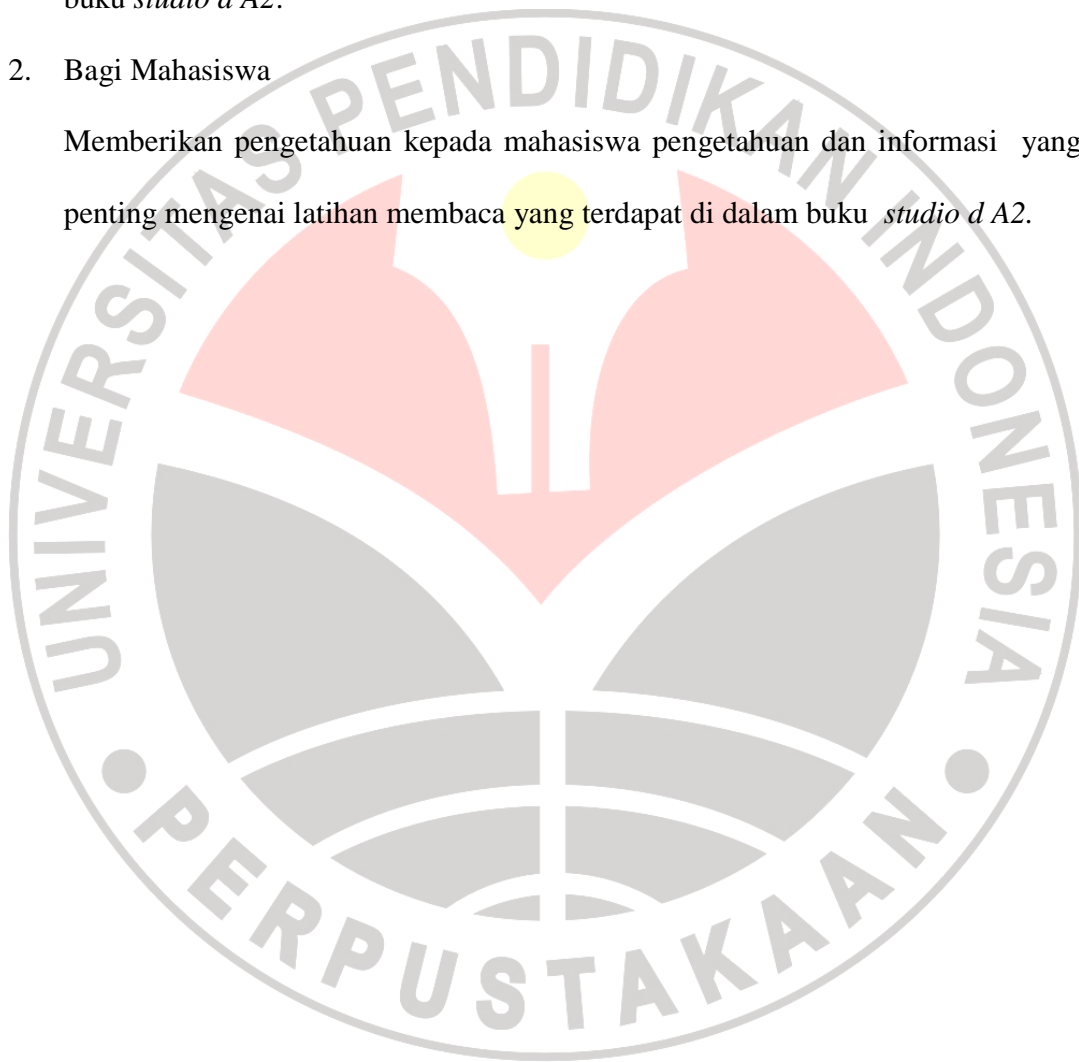 buku studio d A2.
2. Bagi Mahasiswa
Memberikan pengetahuan kepada mahasiswa pengetahuan dan informasi yang
penting mengenai latihan membaca yang terdapat di dalam buku studio d A2.
UNIVERSITAS PENDIDIKAN INDONESIA
PERPUSTAKAAN